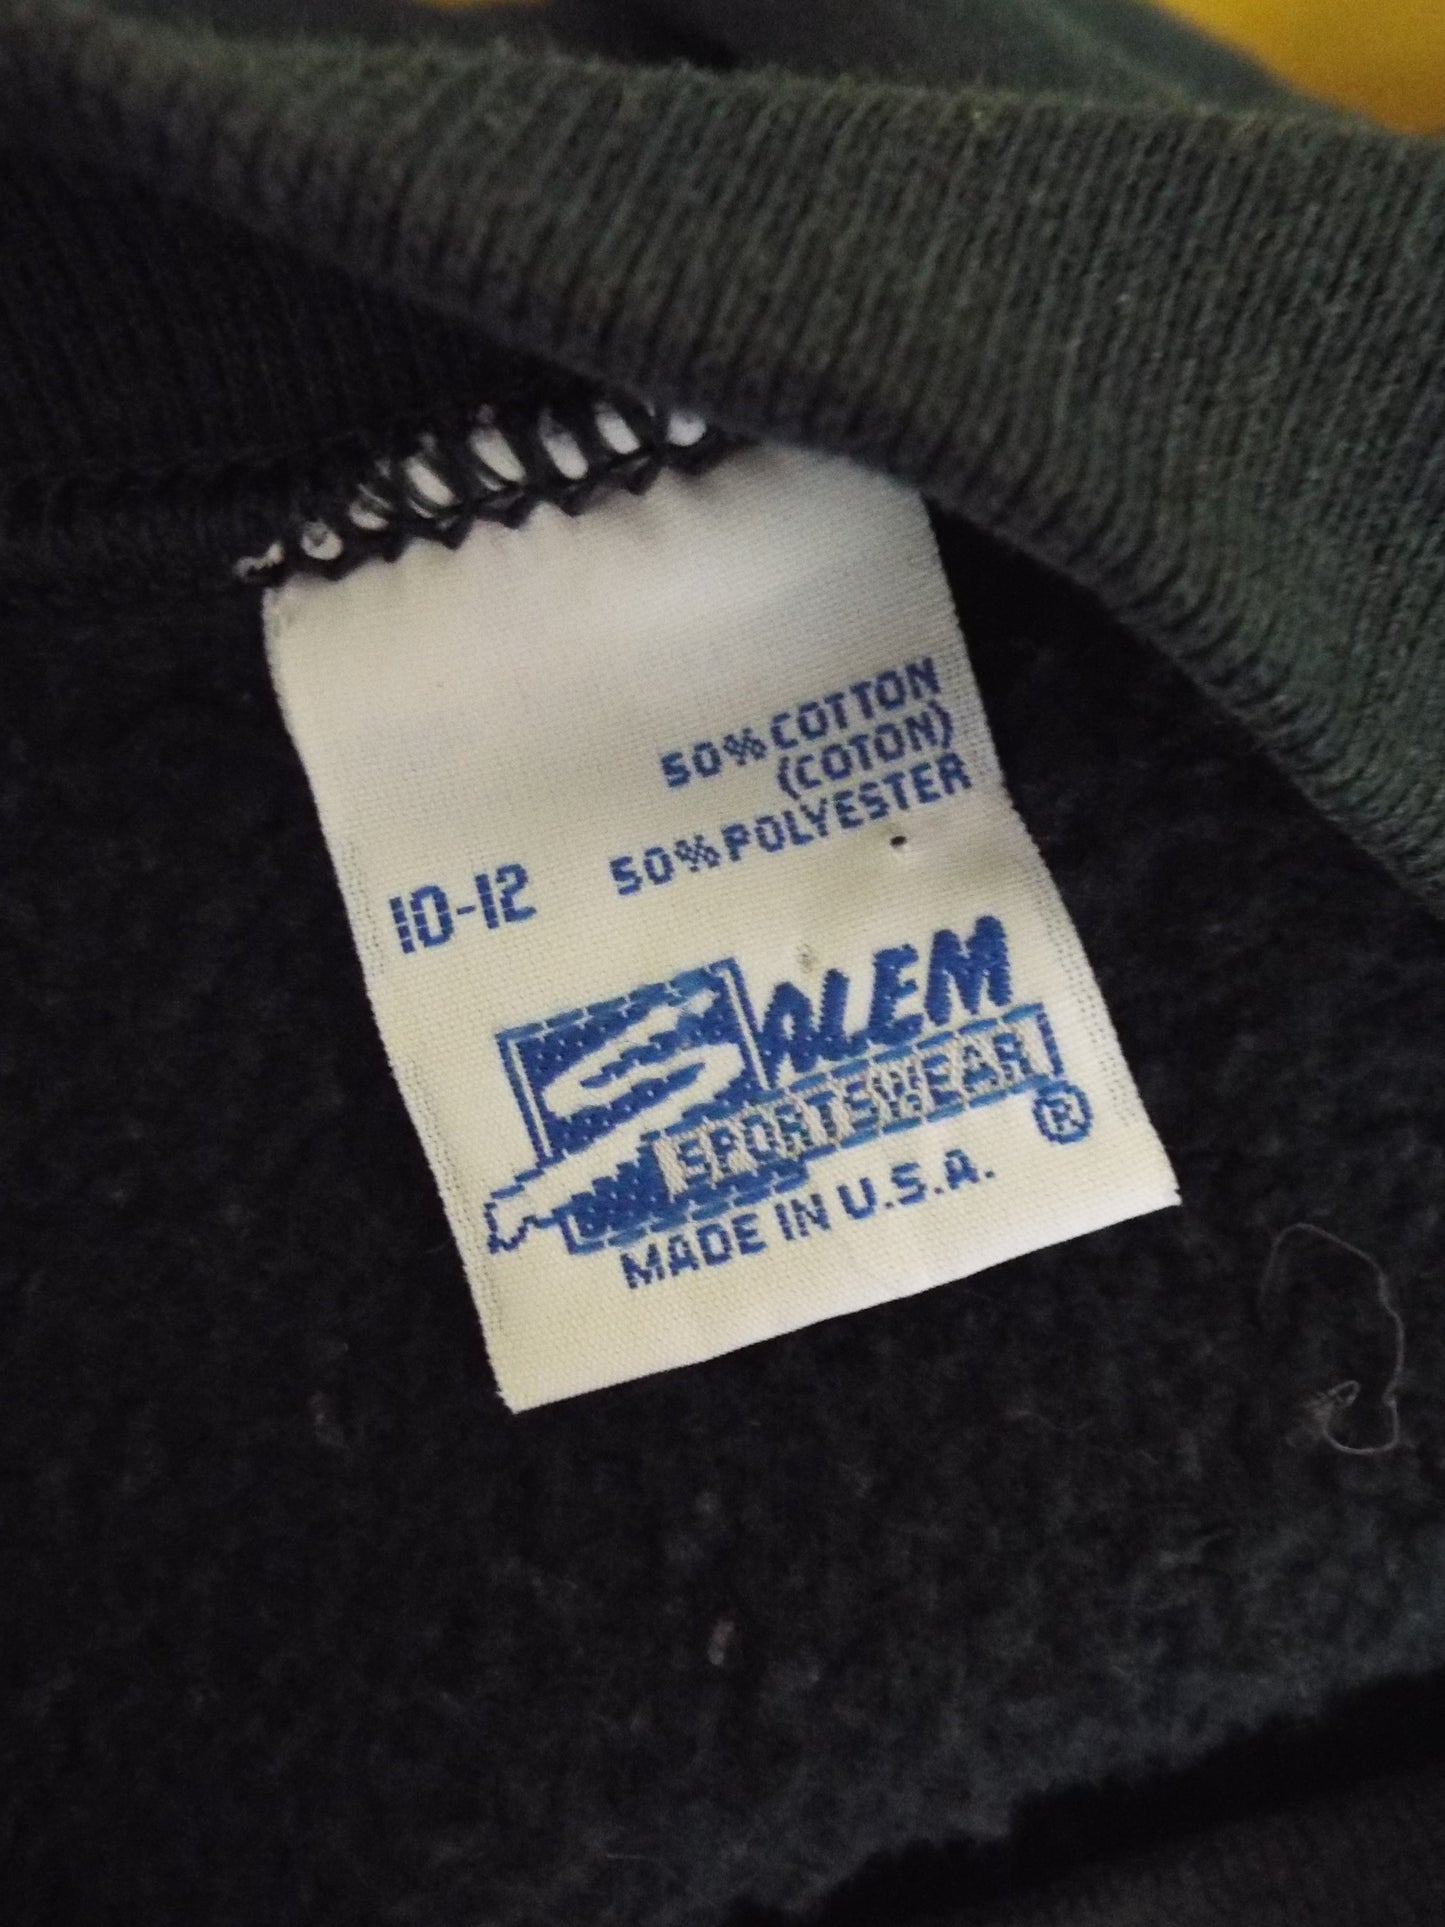 50% COTTON
(COTON)
50% POLYESTER
10-12
SALEM
SPORTSWEAR
®
MADE IN U.S.A.